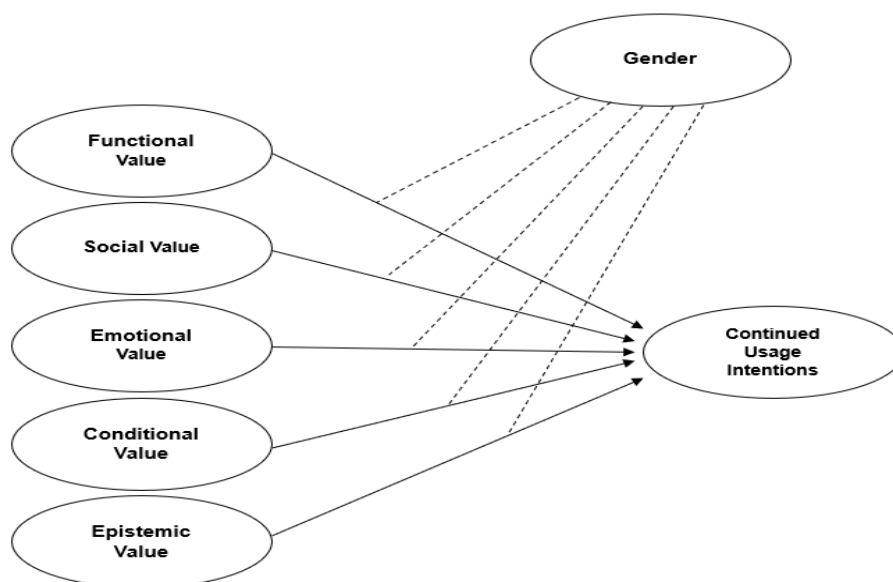 Gender
Functional
Value
Social Value
Emotional
Value
Conditional
Value
Epistemic
Value
Continued
Usage
Intentions